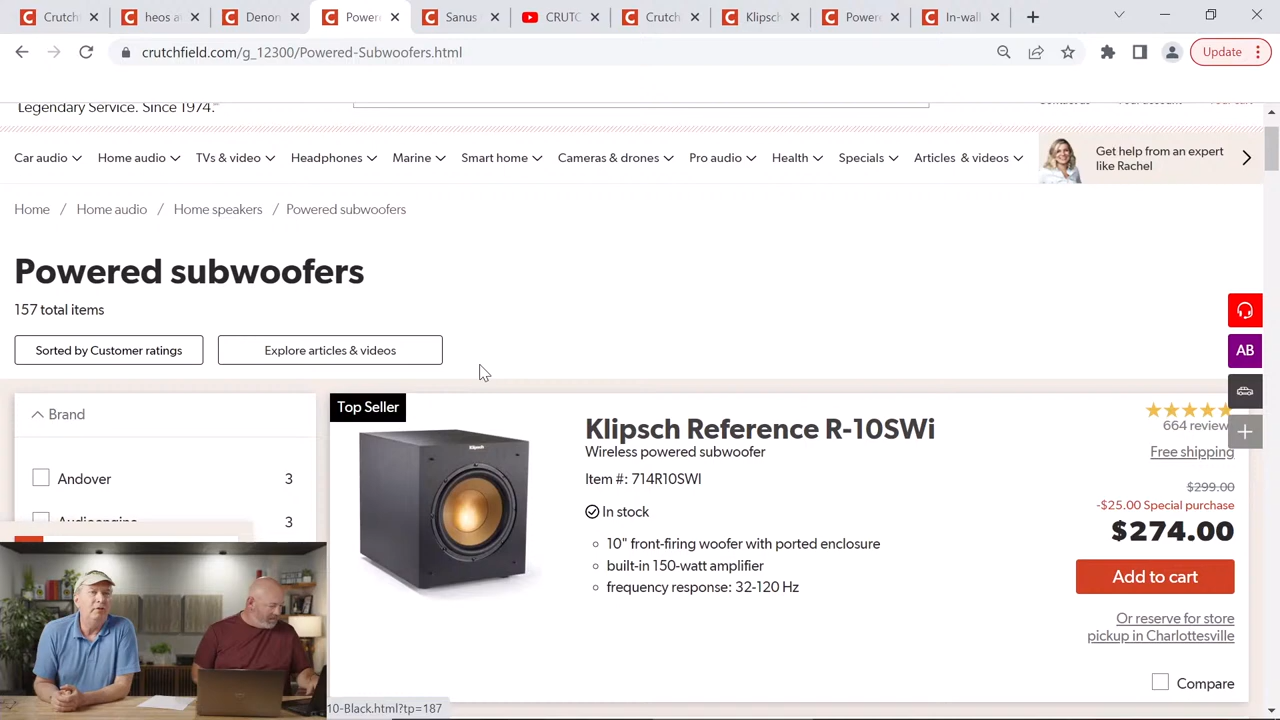 Crutch
heos a
Denon
Power
Sanus
CRUTC
Crutch
Klipsch
Powere
In-wall
crutchfield.com/g_12300/Powered-Subwoofers.html
Update
Legendary Service. Since 1974.
Car audio
Home audio
TVs & video
Headphones
Marine
Smart home
Cameras & drones
Pro audio
Health
Specials
Articles & videos
Get help from an expert
like Rachel
Home / Home audio / Home speakers / Powered subwoofers
Powered subwoofers
157 total items
Sorted by Customer ratings
Explore articles & videos
AB
Brand
Andover 3
Audioengine 3
Top Seller
Klipsch
Klipsch Reference R-10SWi
Wireless powered subwoofer
Item #: 714R10SWI
In stock
10" front-firing woofer with ported enclosure
built-in 150-watt amplifier
frequency response: 32-120 Hz
664 review
Free shipping
$299.00
-$25.00 Special purchase
$274.00
Add to cart
Or reserve for store
pickup in Charlottesville
Compare
10-Black.html?tp=187